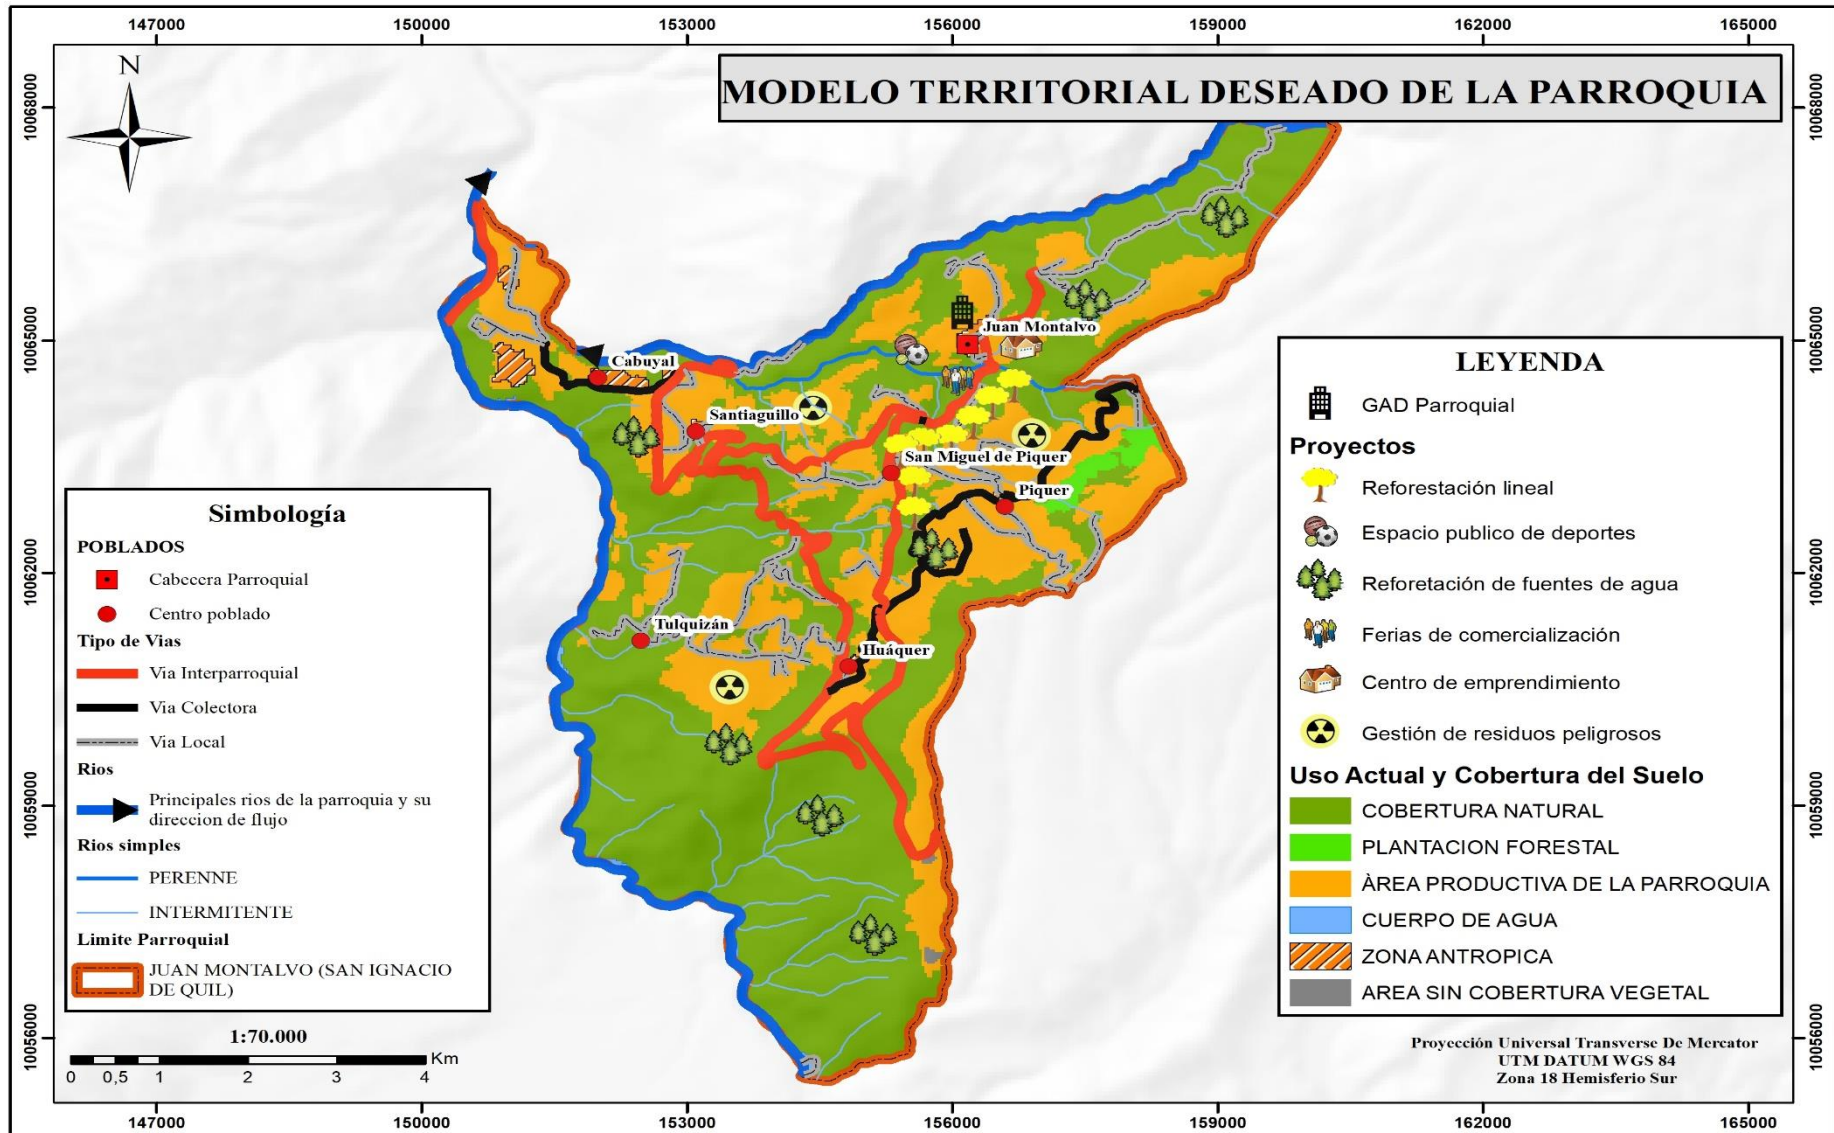 147000
150000
153000
156000
159000
162000
165000
MODELO TERRITORIAL DESEADO DE LA PARROQUIA
N
10068000
10065000
10062000
10059000
10056000
10068000
10065000
10062000
10059000
10056000
Juan Montalvo
Cabuyal
Santiaguillo
San Miguel de Piquer
Piquer
Tulquizán
Huáquer
Simbología
POBLADOS
Cabecera Parroquial
Centro poblado
Tipo de Vias
Via Interparroquial
Via Colectora
Via Local
Rios
Principales rios de la parroquia y su
direccion de flujo
Rios simples
PERENNE
INTERMITENTE
Limite Parroquial
JUAN MONTALVO (SAN IGNACIO
DE QUIL)
1:70.000
Km
0 0,5 1 2 3 4
LEYENDA
GAD Parroquial
Proyectos
Reforestación lineal
Espacio publico de deportes
Reforetación de fuentes de agua
Ferias de comercialización
Centro de emprendimiento
Gestión de residuos peligrosos
Uso Actual y Cobertura del Suelo
COBERTURA NATURAL
PLANTACION FORESTAL
ÀREA PRODUCTIVA DE LA PARROQUIA
CUERPO DE AGUA
ZONA ANTROPICA
AREA SIN COBERTURA VEGETAL
Proyección Universal Transverse De Mercator
UTM DATUM WGS 84
Zona 18 Hemisferio Sur
147000
150000
153000
156000
159000
162000
165000